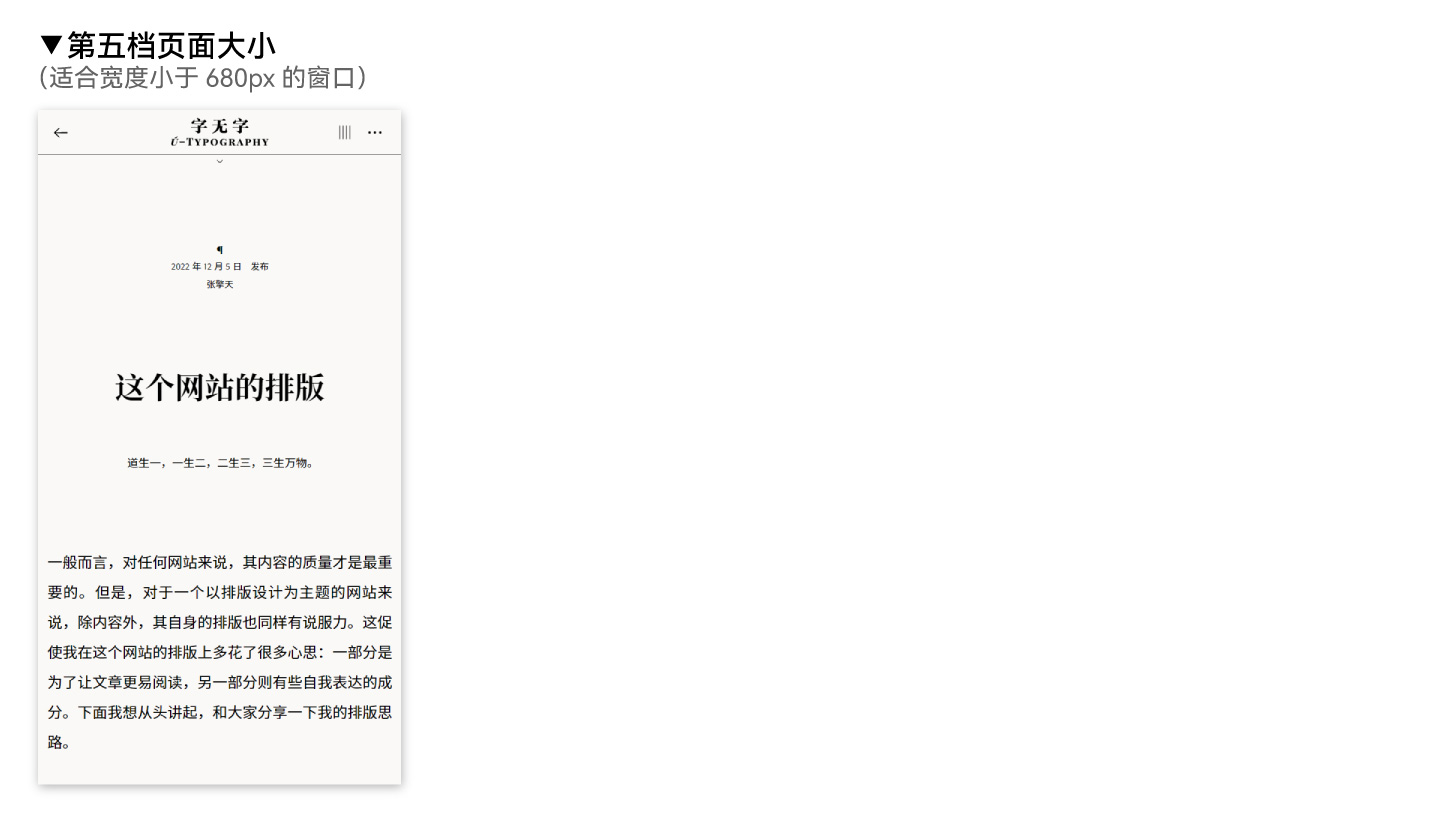 ▼第五档页面大小
（适合宽度小于 680px 的窗口）
字无字
Ü-TYPOGRAPHY
¶
2022 年 12 月 5 日　发布
张擎天
这个网站的排版
道生一，一生二，二生三，三生万物。
一般而言，对任何网站来说，其内容的质量才是最重
要的。但是，对于一个以排版设计为主题的网站来
说，除内容外，其自身的排版也同样有说服力。这促
使我在这个网站的排版上多花了很多心思：一部分是
为了让文章更易阅读，另一部分则有些自我表达的成
分。下面我想从头讲起，和大家分享一下我的排版思
路。